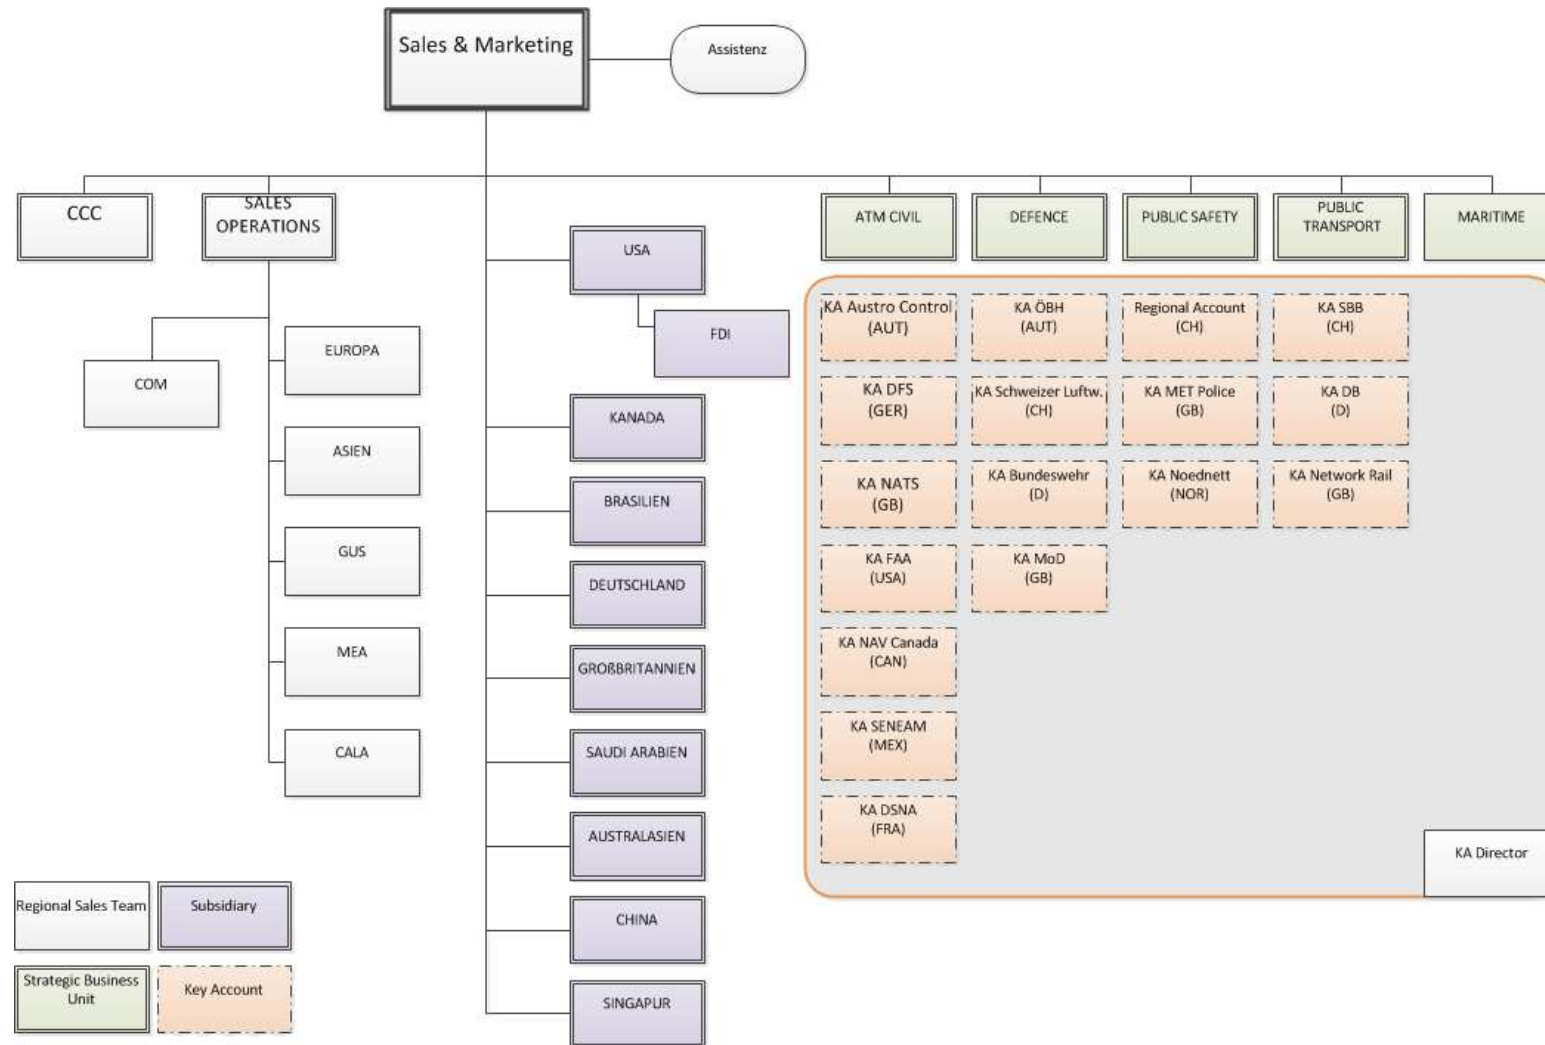 Sales & Marketing
Assistenz
CCC
SALES
OPERATIONS
ATM CIVIL
DEFENCE
PUBLIC SAFETY
PUBLIC
TRANSPORT
MARITIME
COM
EUROPA
ASIEN
GUS
MEA
CALA
USA
FDI
KANADA
BRASILIEN
DEUTSCHLAND
GROßBRITANNIEN
SAUDI ARABIEN
AUSTRALASIEN
CHINA
SINGAPUR
KA Austro Control
(AUT)
KA DFS
(GER)
KA NATS
(GB)
KA FAA
(USA)
KA NAV Canada
(CAN)
KA SENEAM
(MEX)
KA DSNA
(FRA)
KA ÖBH
(AUT)
KA Schweizer Luftw.
(CH)
KA Bundeswehr
(D)
KA MoD
(GB)
Regional Account
(CH)
KA MET Police
(GB)
KA Noednett
(NOR)
KA SBB
(CH)
KA DB
(D)
KA Network Rail
(GB)
KA Director
Regional Sales Team
Subsidiary
Strategic Business
Unit
Key Account